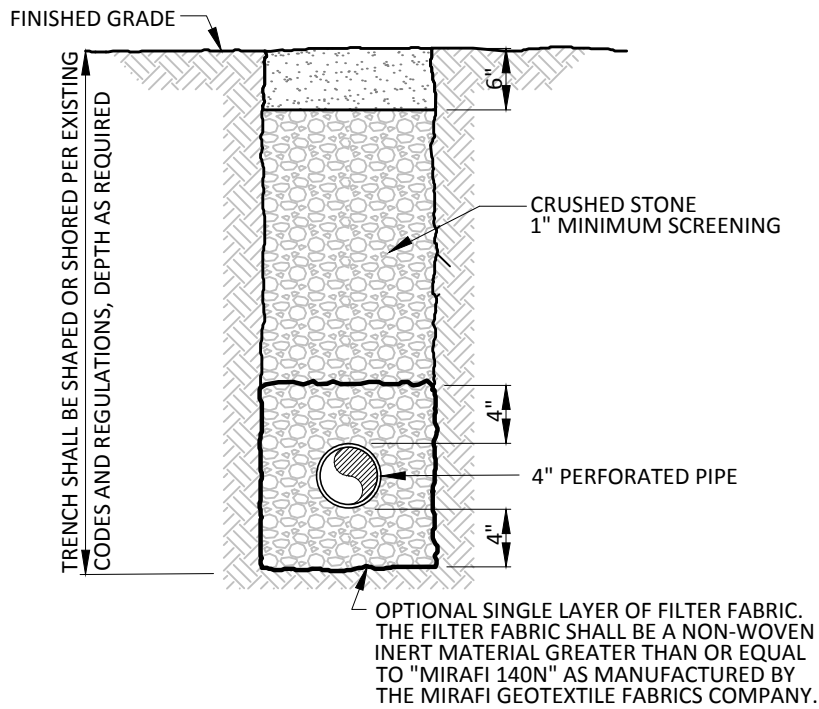 FINISHED GRADE
TRENCH SHALL BE SHAPED OR SHORED PER EXISTING
CODES AND REGULATIONS, DEPTH AS REQUIRED
6"
CRUSHED STONE
1" MINIMUM SCREENING
4"
4" PERFORATED PIPE
4"
OPTIONAL SINGLE LAYER OF FILTER FABRIC.
THE FILTER FABRIC SHALL BE A NON-WOVEN
INERT MATERIAL GREATER THAN OR EQUAL
TO "MIRAFI 140N" AS MANUFACTURED BY
THE MIRAFI GEOTEXTILE FABRICS COMPANY.